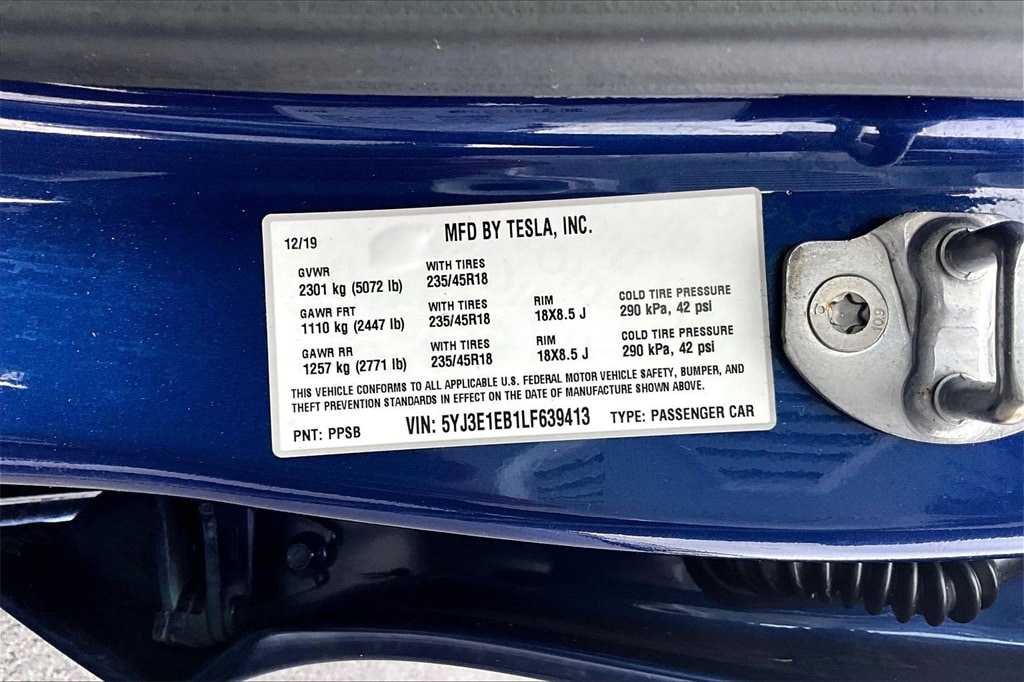 MFD BY TESLA, INC.
12/19
GVWR WITH TIRES
2301 kg (5072 lb) 235/45R18
GAWR FRT WITH TIRES RIM COLD TIRE PRESSURE
1110 kg (2447 lb) 235/45R18 18X8.5 J 290 kPa, 42 psi
GAWR RR WITH TIRES RIM COLD TIRE PRESSURE
1257 kg (2771 lb) 235/45R18 18X8.5 J 290 kPa, 42 psi
THIS VEHICLE CONFORMS TO ALL APPLICABLE U.S. FEDERAL MOTOR VEHICLE SAFETY, BUMPER, AND
THEFT PREVENTION STANDARDS IN EFFECT ON THE DATE OF MANUFACTURE SHOWN ABOVE.
PNT: PPSB VIN: 5YJ3E1EB1LF639413 TYPE: PASSENGER CAR
10.9